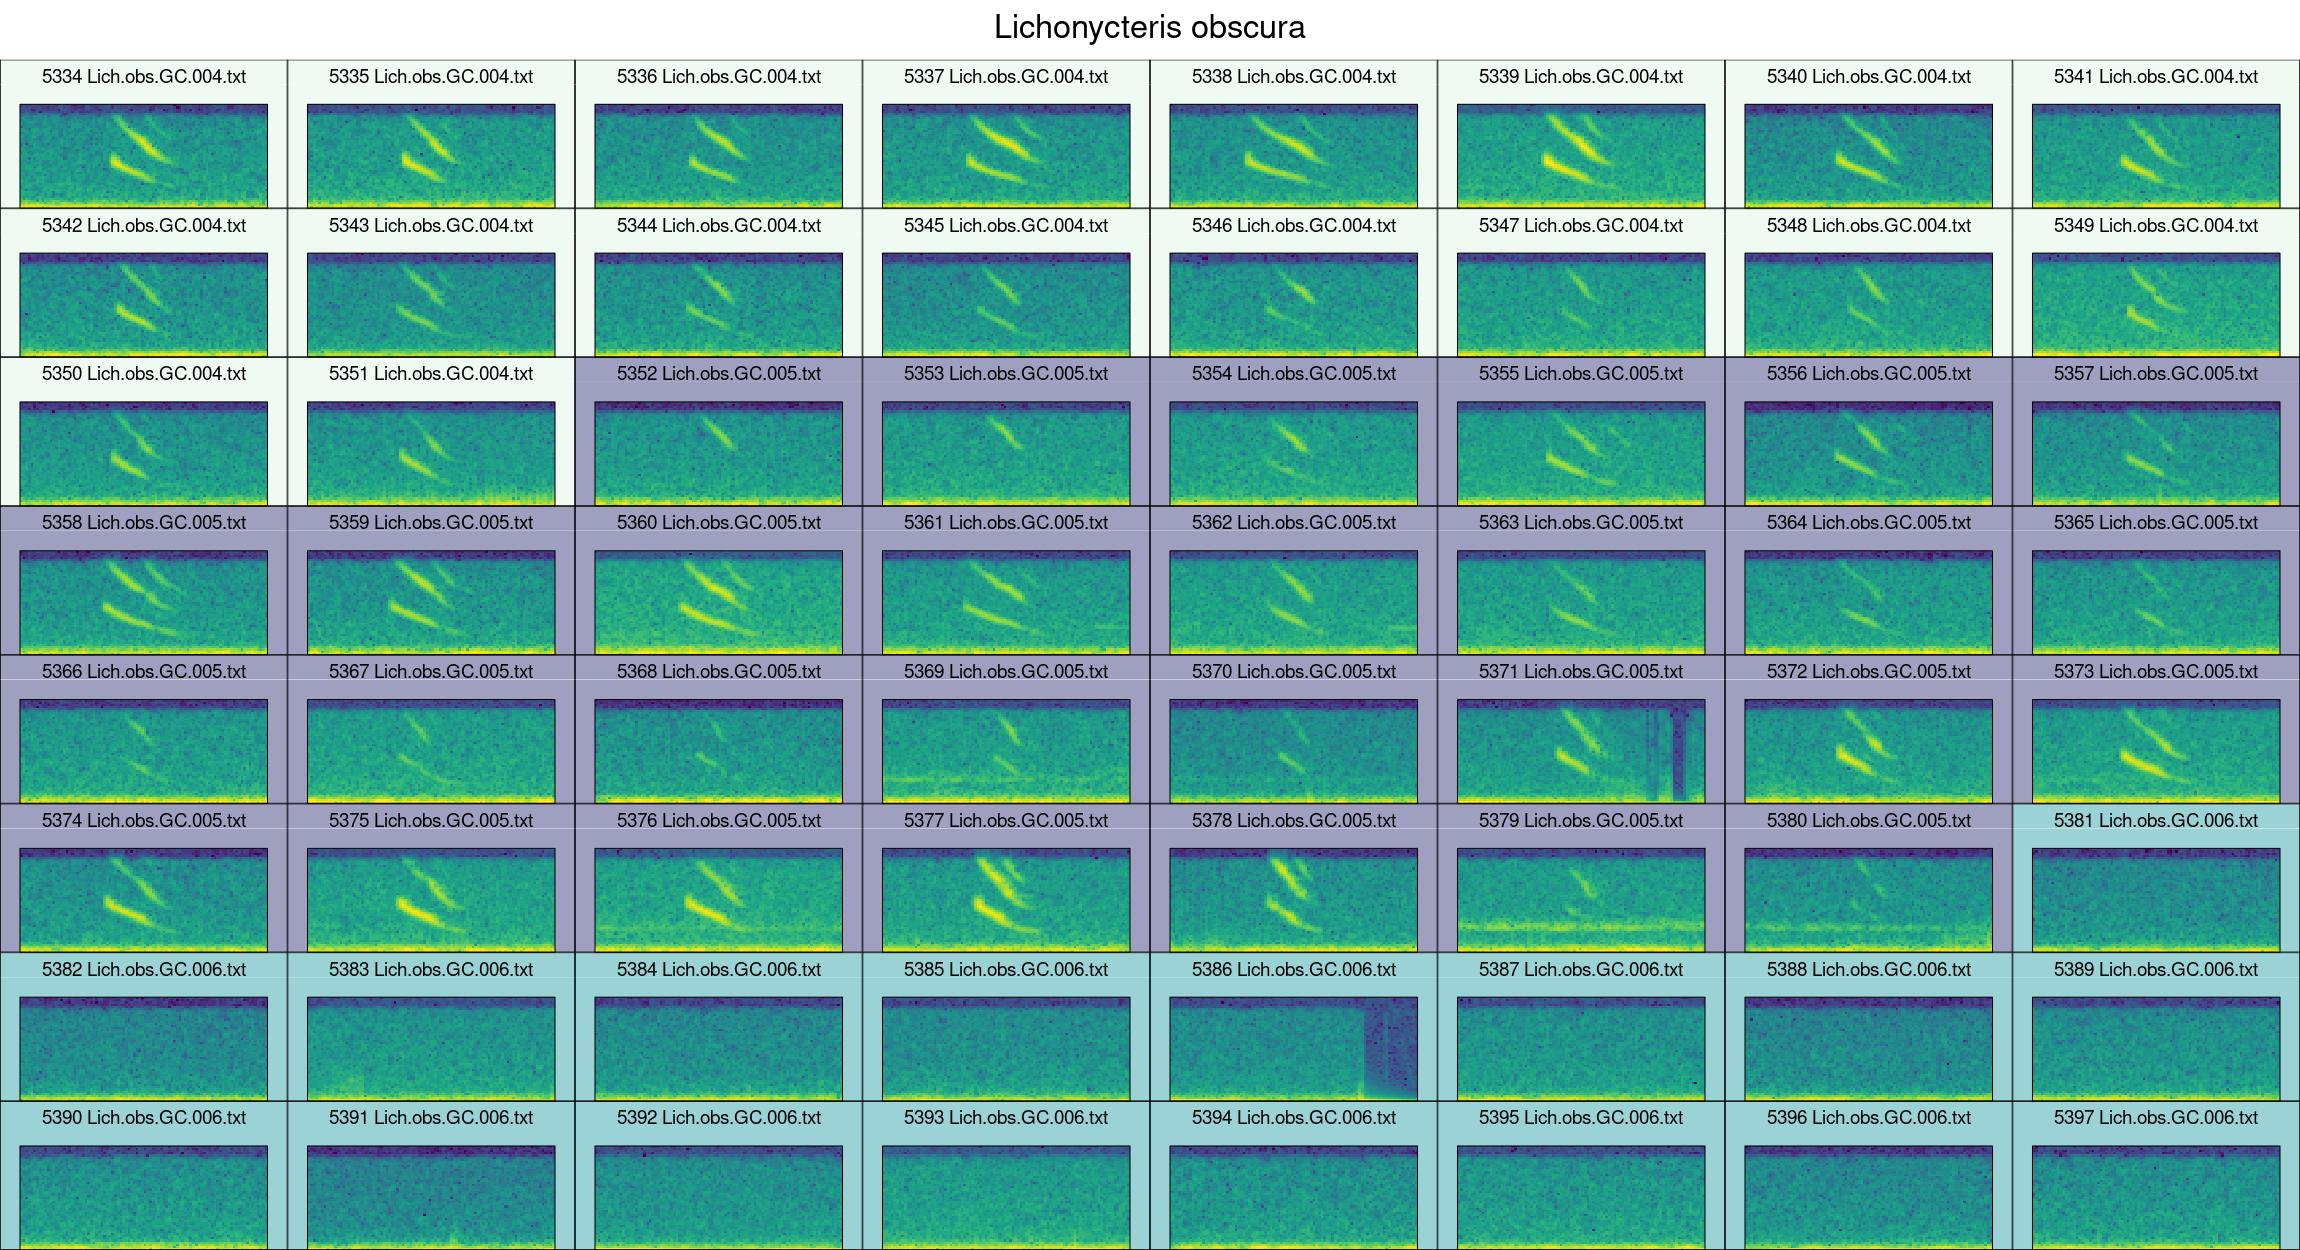 Lichonycteris obscura
5334 Lich.obs.GC.004.txt 5335 Lich.obs.GC.004.txt 5336 Lich.obs.GC.004.txt 5337 Lich.obs.GC.004.txt 5338 Lich.obs.GC.004.txt 5339 Lich.obs.GC.004.txt 5340 Lich.obs.GC.004.txt 5341 Lich.obs.GC.004.txt
5342 Lich.obs.GC.004.txt 5343 Lich.obs.GC.004.txt 5344 Lich.obs.GC.004.txt 5345 Lich.obs.GC.004.txt 5346 Lich.obs.GC.004.txt 5347 Lich.obs.GC.004.txt 5348 Lich.obs.GC.004.txt 5349 Lich.obs.GC.004.txt
5350 Lich.obs.GC.004.txt 5351 Lich.obs.GC.004.txt 5352 Lich.obs.GC.005.txt 5353 Lich.obs.GC.005.txt 5354 Lich.obs.GC.005.txt 5355 Lich.obs.GC.005.txt 5356 Lich.obs.GC.005.txt 5357 Lich.obs.GC.005.txt
5358 Lich.obs.GC.005.txt 5359 Lich.obs.GC.005.txt 5360 Lich.obs.GC.005.txt 5361 Lich.obs.GC.005.txt 5362 Lich.obs.GC.005.txt 5363 Lich.obs.GC.005.txt 5364 Lich.obs.GC.005.txt 5365 Lich.obs.GC.005.txt
5366 Lich.obs.GC.005.txt 5367 Lich.obs.GC.005.txt 5368 Lich.obs.GC.005.txt 5369 Lich.obs.GC.005.txt 5370 Lich.obs.GC.005.txt 5371 Lich.obs.GC.005.txt 5372 Lich.obs.GC.005.txt 5373 Lich.obs.GC.005.txt
5374 Lich.obs.GC.005.txt 5375 Lich.obs.GC.005.txt 5376 Lich.obs.GC.005.txt 5377 Lich.obs.GC.005.txt 5378 Lich.obs.GC.005.txt 5379 Lich.obs.GC.005.txt 5380 Lich.obs.GC.005.txt 5381 Lich.obs.GC.006.txt
5382 Lich.obs.GC.006.txt 5383 Lich.obs.GC.006.txt 5384 Lich.obs.GC.006.txt 5385 Lich.obs.GC.006.txt 5386 Lich.obs.GC.006.txt 5387 Lich.obs.GC.006.txt 5388 Lich.obs.GC.006.txt 5389 Lich.obs.GC.006.txt
5390 Lich.obs.GC.006.txt 5391 Lich.obs.GC.006.txt 5392 Lich.obs.GC.006.txt 5393 Lich.obs.GC.006.txt 5394 Lich.obs.GC.006.txt 5395 Lich.obs.GC.006.txt 5396 Lich.obs.GC.006.txt 5397 Lich.obs.GC.006.txt